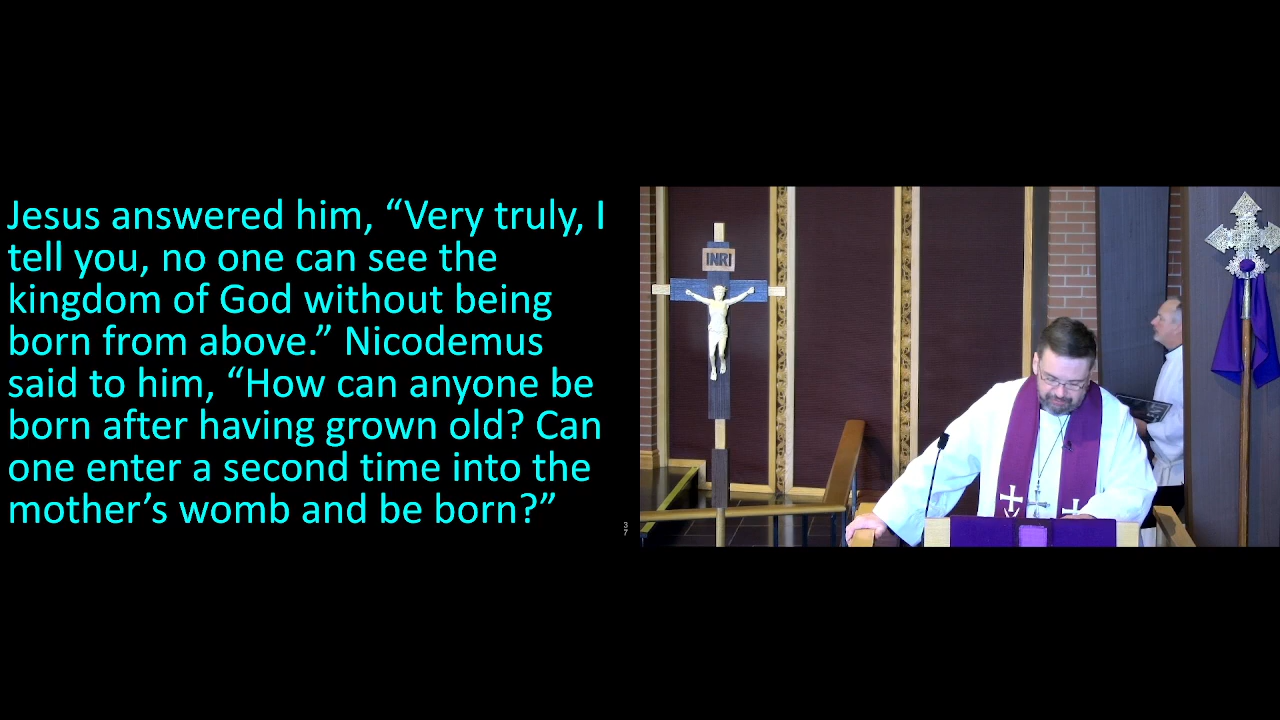 Jesus answered him, “Very truly, I
tell you, no one can see the
kingdom of God without being
born from above.” Nicodemus
said to him, “How can anyone be
born after having grown old? Can
one enter a second time into the
mother’s womb and be born?”
37
INRI